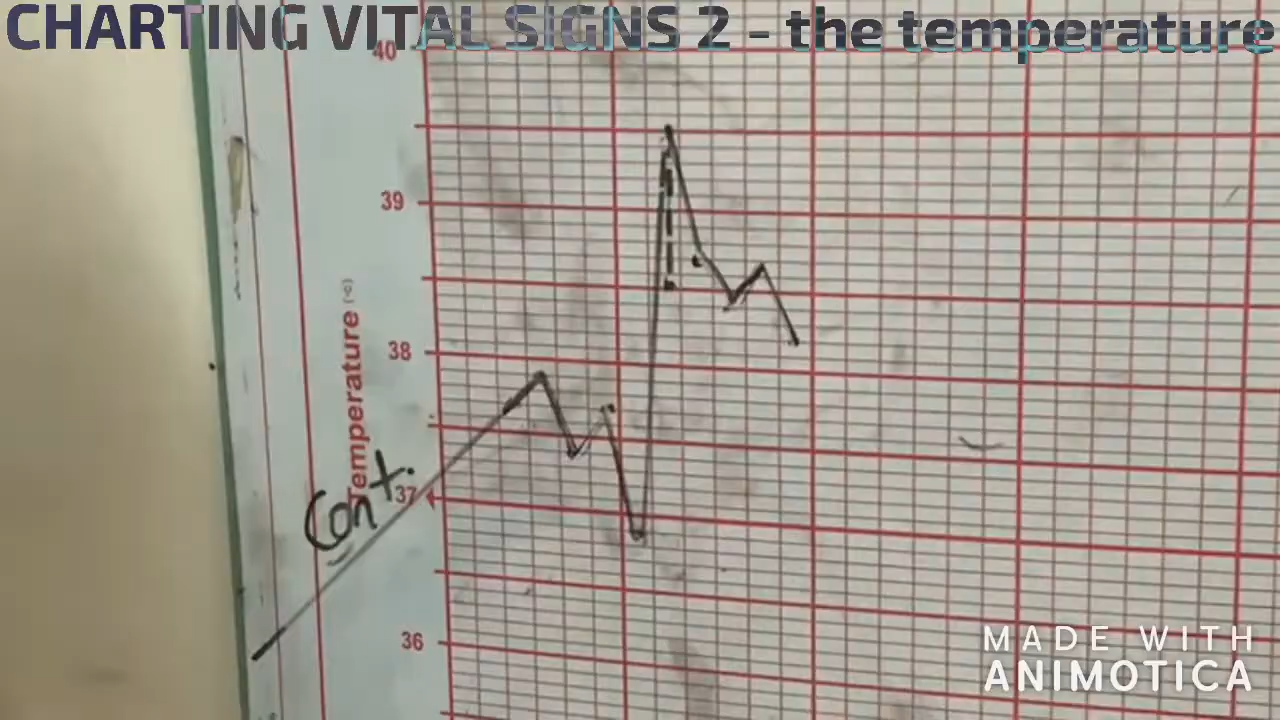 CHARTING VITAL SIGNS 2 - the temperature
40
39
38
Temperature (°C)
Cont.
37
36
MADE WITH
ANIMOTICA